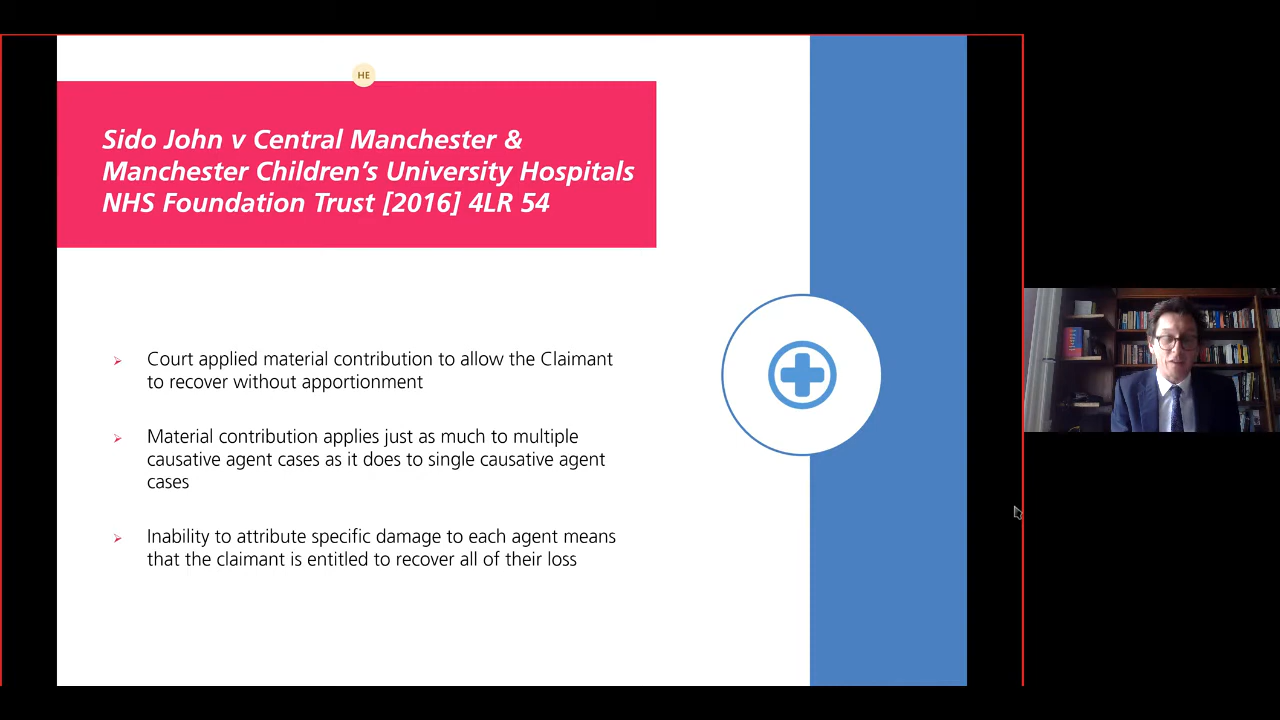 HE
Sido John v Central Manchester &
Manchester Children's University Hospitals
NHS Foundation Trust [2016] 4LR 54
Court applied material contribution to allow the Claimant
to recover without apportionment
Material contribution applies just as much to multiple
causative agent cases as it does to single causative agent
cases
Inability to attribute specific damage to each agent means
that the claimant is entitled to recover all of their loss